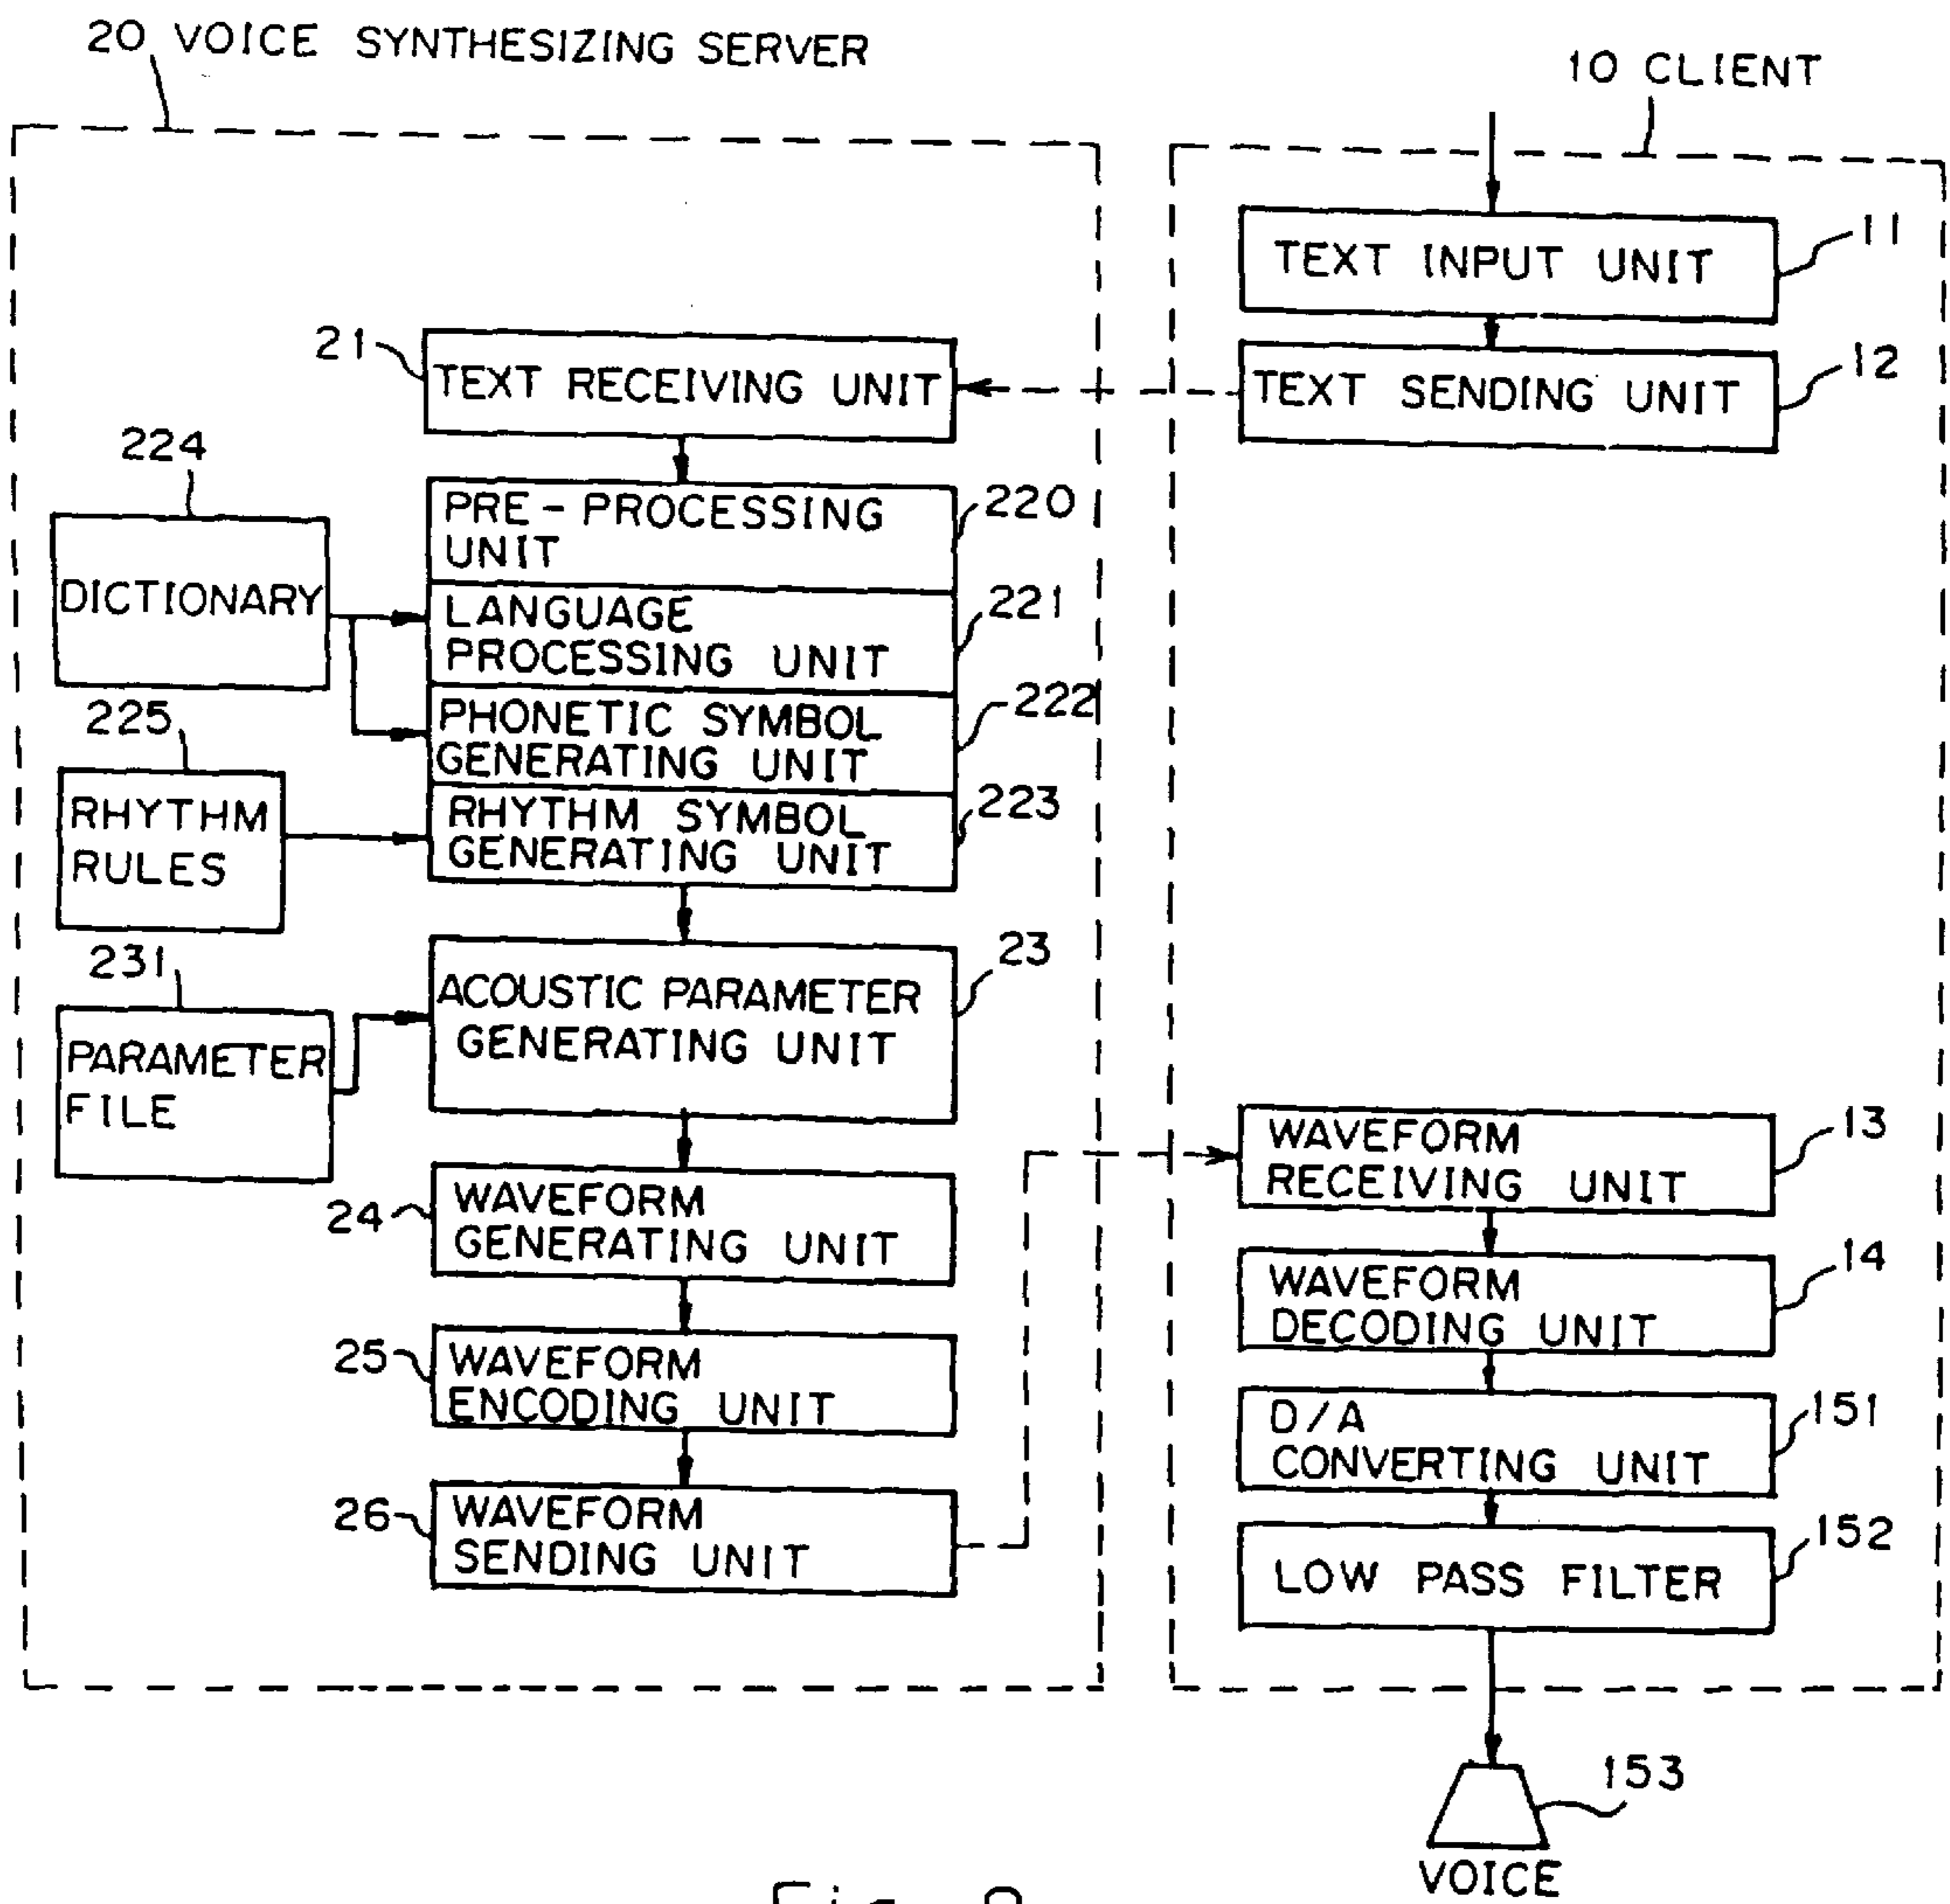 20 VOICE SYNTHESIZING SERVER
10 CLIENT
TEXT INPUT UNIT
11
21
TEXT RECEIVING UNIT
TEXT SENDING UNIT
12
224
DICTIONARY
PRE-PROCESSING
UNIT
220
LANGUAGE
PROCESSING UNIT
221
PHONETIC SYMBOL
GENERATING UNIT
222
225
RHYTHM
RULES
RHYTHM SYMBOL
GENERATING UNIT
223
231
PARAMETER
FILE
ACOUSTIC PARAMETER
GENERATING UNIT
23
24
WAVEFORM
GENERATING UNIT
25
WAVEFORM
ENCODING UNIT
26
WAVEFORM
SENDING UNIT
WAVEFORM
RECEIVING UNIT
13
WAVEFORM
DECODING UNIT
14
D/A
CONVERTING UNIT
151
LOW PASS FILTER
152
153
VOICE